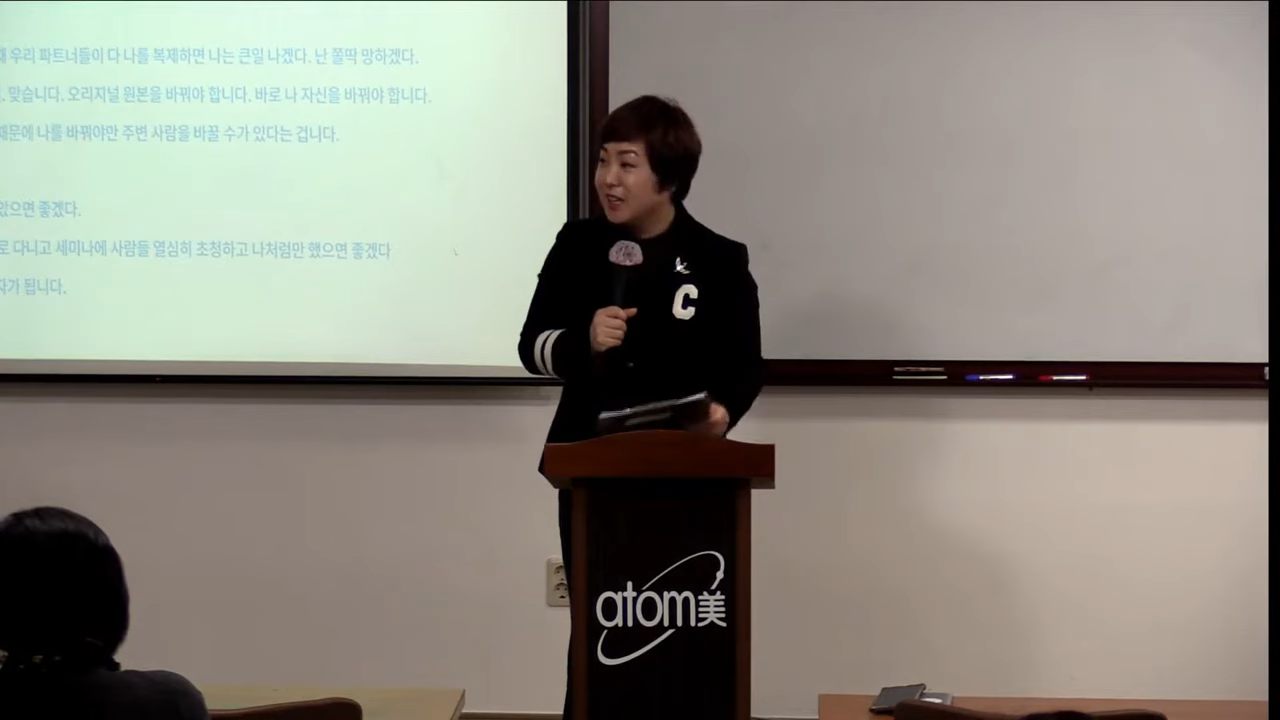 우리 파트너들이 다 나를 복제하면 나는 큰일 나겠다. 난 쫄딱 망하겠다.
맞습니다. 오리지널 원본을 바꿔야 합니다. 바로 나 자신을 바꿔야 합니다.
때문에 나를 바꿔야만 주변 사람을 바꿀 수가 있다는 겁니다.
았으면 좋겠다.
로 다니고 세미나에 사람들 열심히 초청하고 나처럼만 했으면 좋겠다
자가 됩니다.
C
atom美